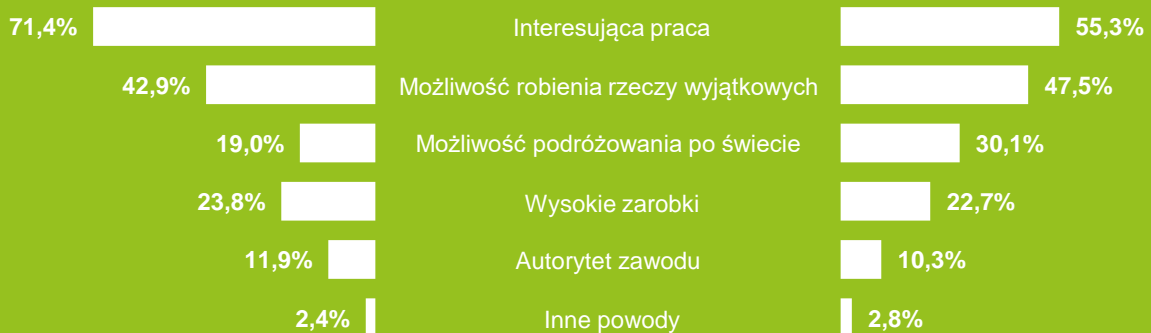 71,4% Interesująca praca 55,3%
42,9% Możliwość robienia rzeczy wyjątkowych 47,5%
19,0% Możliwość podróżowania po świecie 30,1%
23,8% Wysokie zarobki 22,7%
11,9% Autorytet zawodu 10,3%
2,4% Inne powody 2,8%